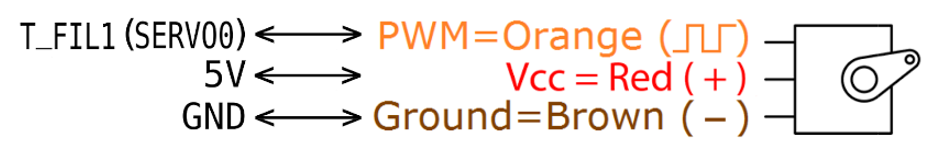 T_FIL1(SERVO0) PWM=Orange (⎍⎍)
5V Vcc=Red (+)
GND Ground=Brown (−)